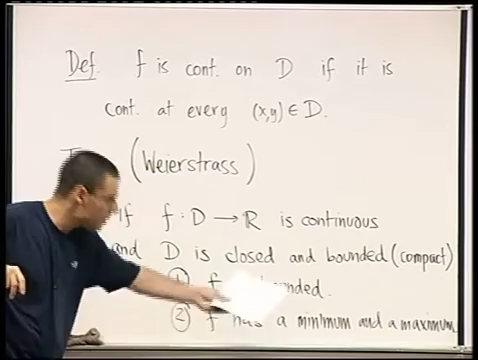 Def. f is cont. on D if it is
cont. at every (x,y) ∈ D.
(Weierstrass)
If f : D → ℝ is continuous
and D is closed and bounded (compact)
① f
② f has a minimum and a maximum